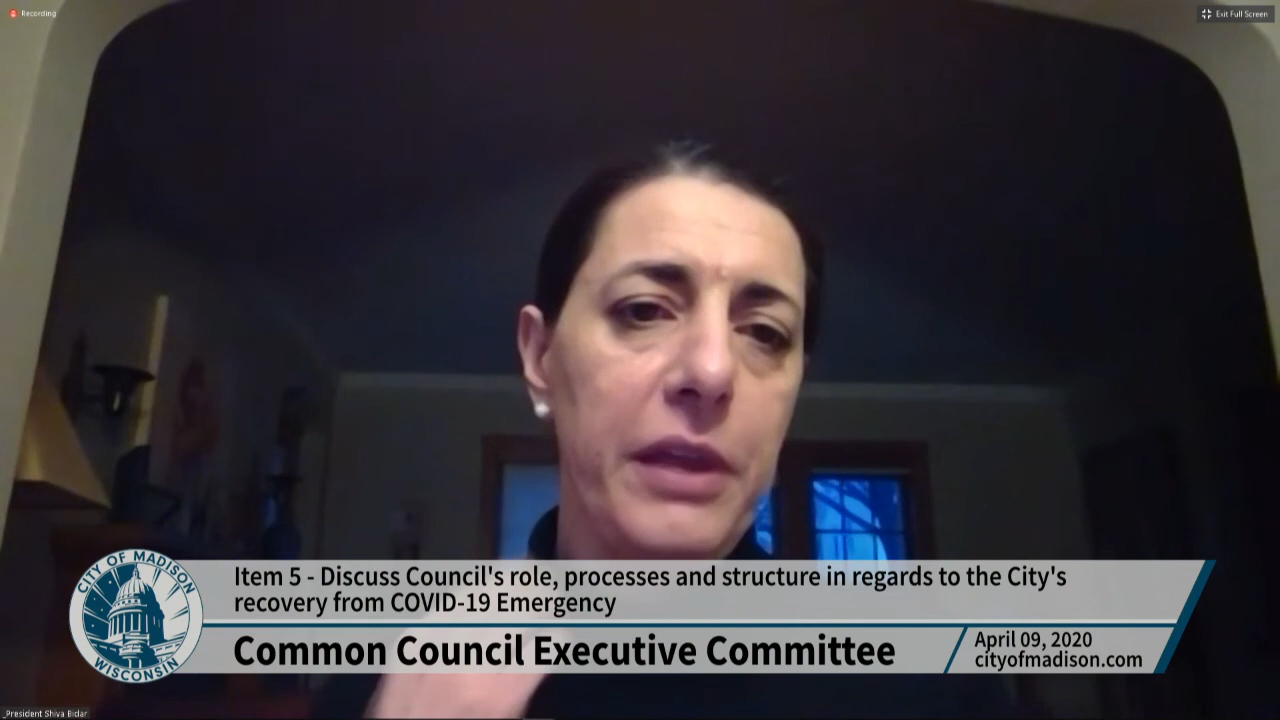 Recording
Exit Full Screen
Item 5 - Discuss Council's role, processes and structure in regards to the City's
recovery from COVID-19 Emergency
CITY OF MADISON
WISCONSIN
Common Council Executive Committee
April 09, 2020
cityofmadison.com
_President Shiva Bidar